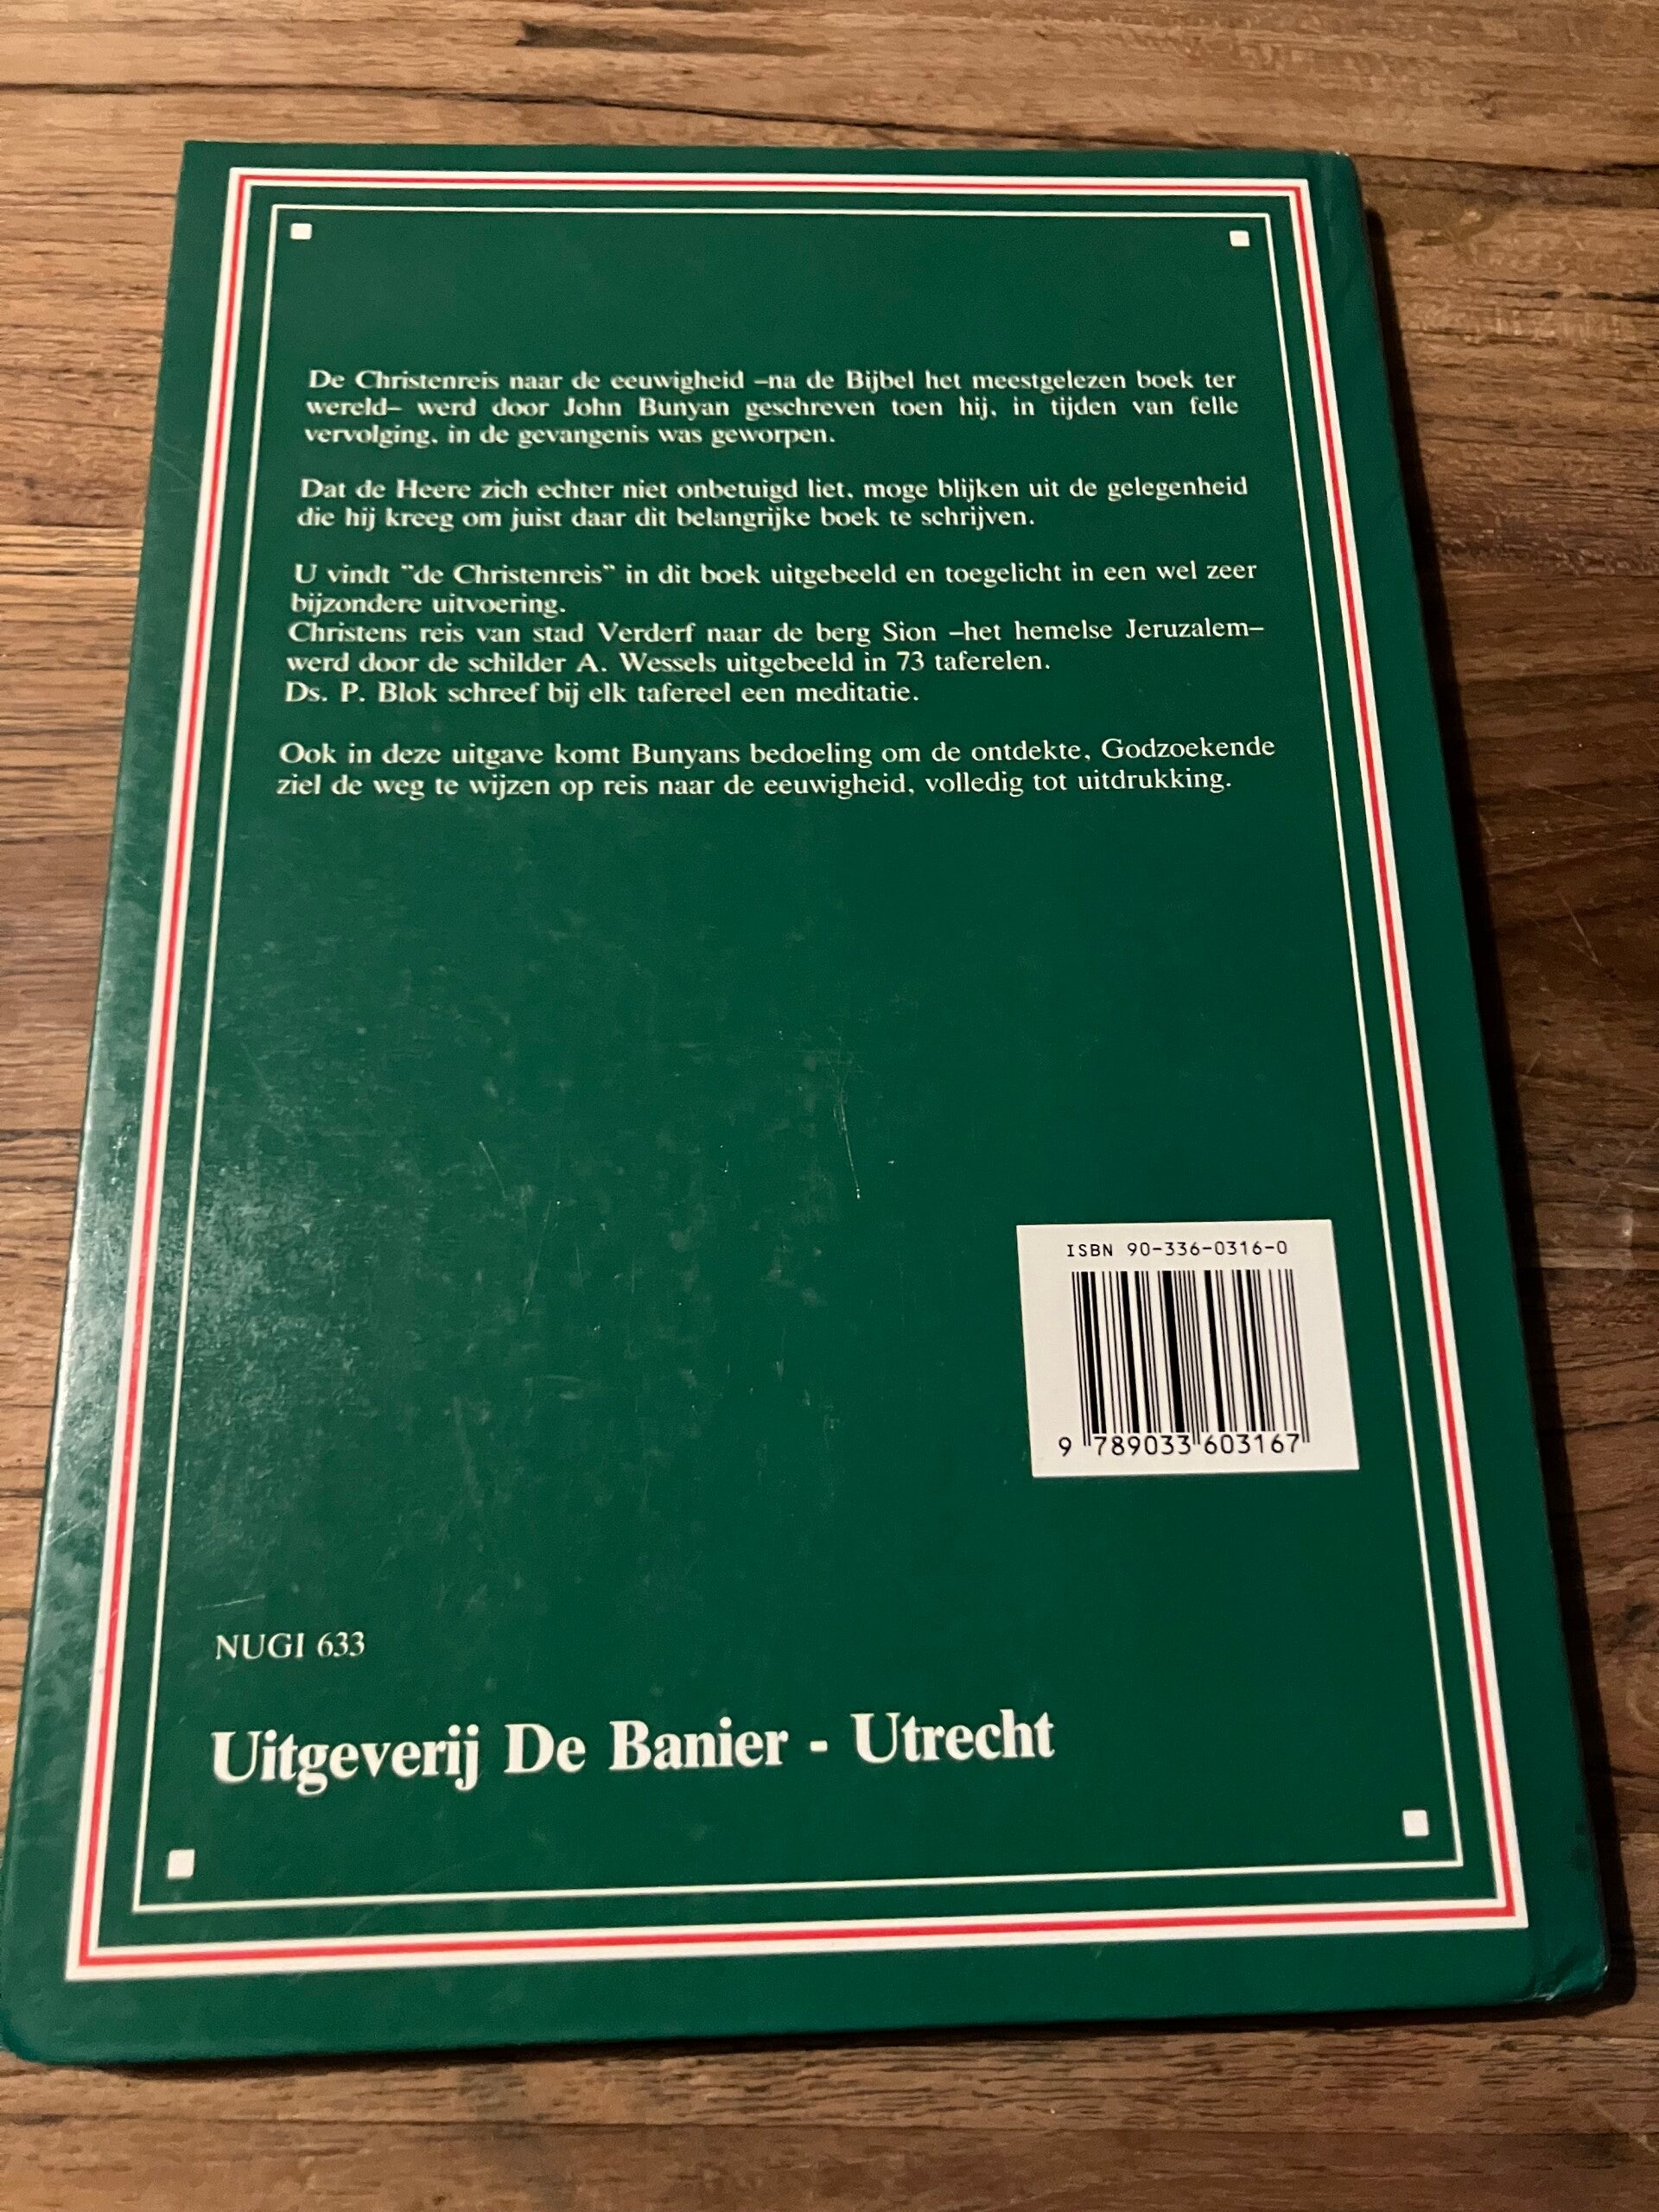 De Christenreis naar de eeuwigheid –na de Bijbel het meestgelezen boek ter
wereld– werd door John Bunyan geschreven toen hij, in tijden van felle
vervolging, in de gevangenis was geworpen.
Dat de Heere zich echter niet onbetuigd liet, moge blijken uit de gelegenheid
die hij kreeg om juist daar dit belangrijke boek te schrijven.
U vindt "de Christenreis" in dit boek uitgebeeld en toegelicht in een wel zeer
bijzondere uitvoering.
Christens reis van stad Verderf naar de berg Sion –het hemelse Jeruzalem–
werd door de schilder A. Wessels uitgebeeld in 73 taferelen.
Ds. P. Blok schreef bij elk tafereel een meditatie.
Ook in deze uitgave komt Bunyans bedoeling om de ontdekte, Godzoekende
ziel de weg te wijzen op reis naar de eeuwigheid, volledig tot uitdrukking.
ISBN 90-336-0316-0
9 789033 603167
NUGI 633
Uitgeverij De Banier - Utrecht